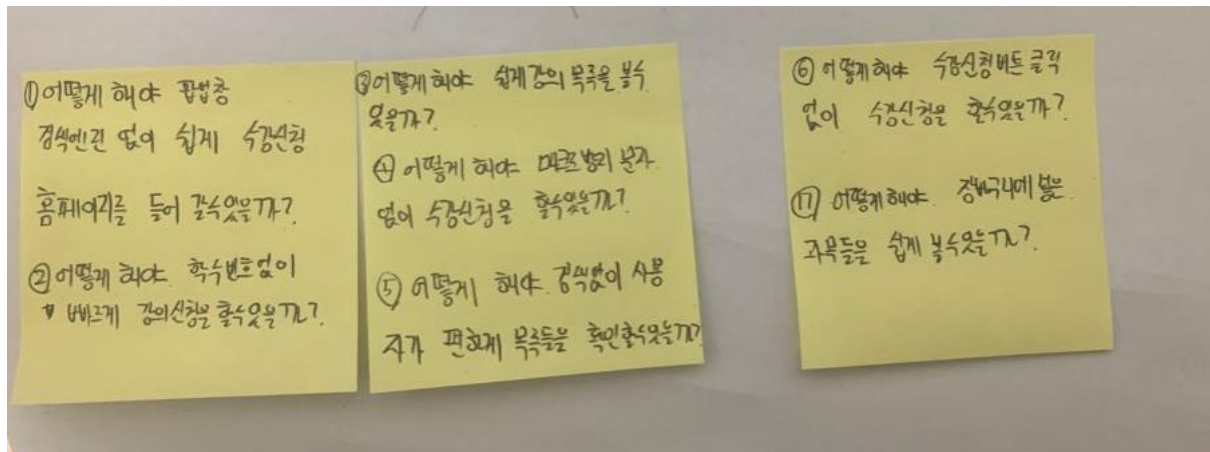 ① 어떻게 해야 팝업창
검색엔진 없이 쉽게 수강신청
홈페이지를 들어 갈수있을까?
② 어떻게 해야 학수번호없이
빠르게 강의신청을 할수있을까?
③ 어떻게 해야 쉽게 강의 목록을 볼수
있을까?
④ 어떻게 해야 매크로방지 문자
없이 수강신청을 할수있을까?
⑤ 어떻게 해야 검색없이 사용
자가 편하게 목록들을 확인할수있을까?
⑥ 어떻게해야 수강신청버튼 클릭
없이 수강신청을 할수있을까?
⑰ 어떻게해야 장바구니에 넣은
과목들은 쉽게 볼수있을까?